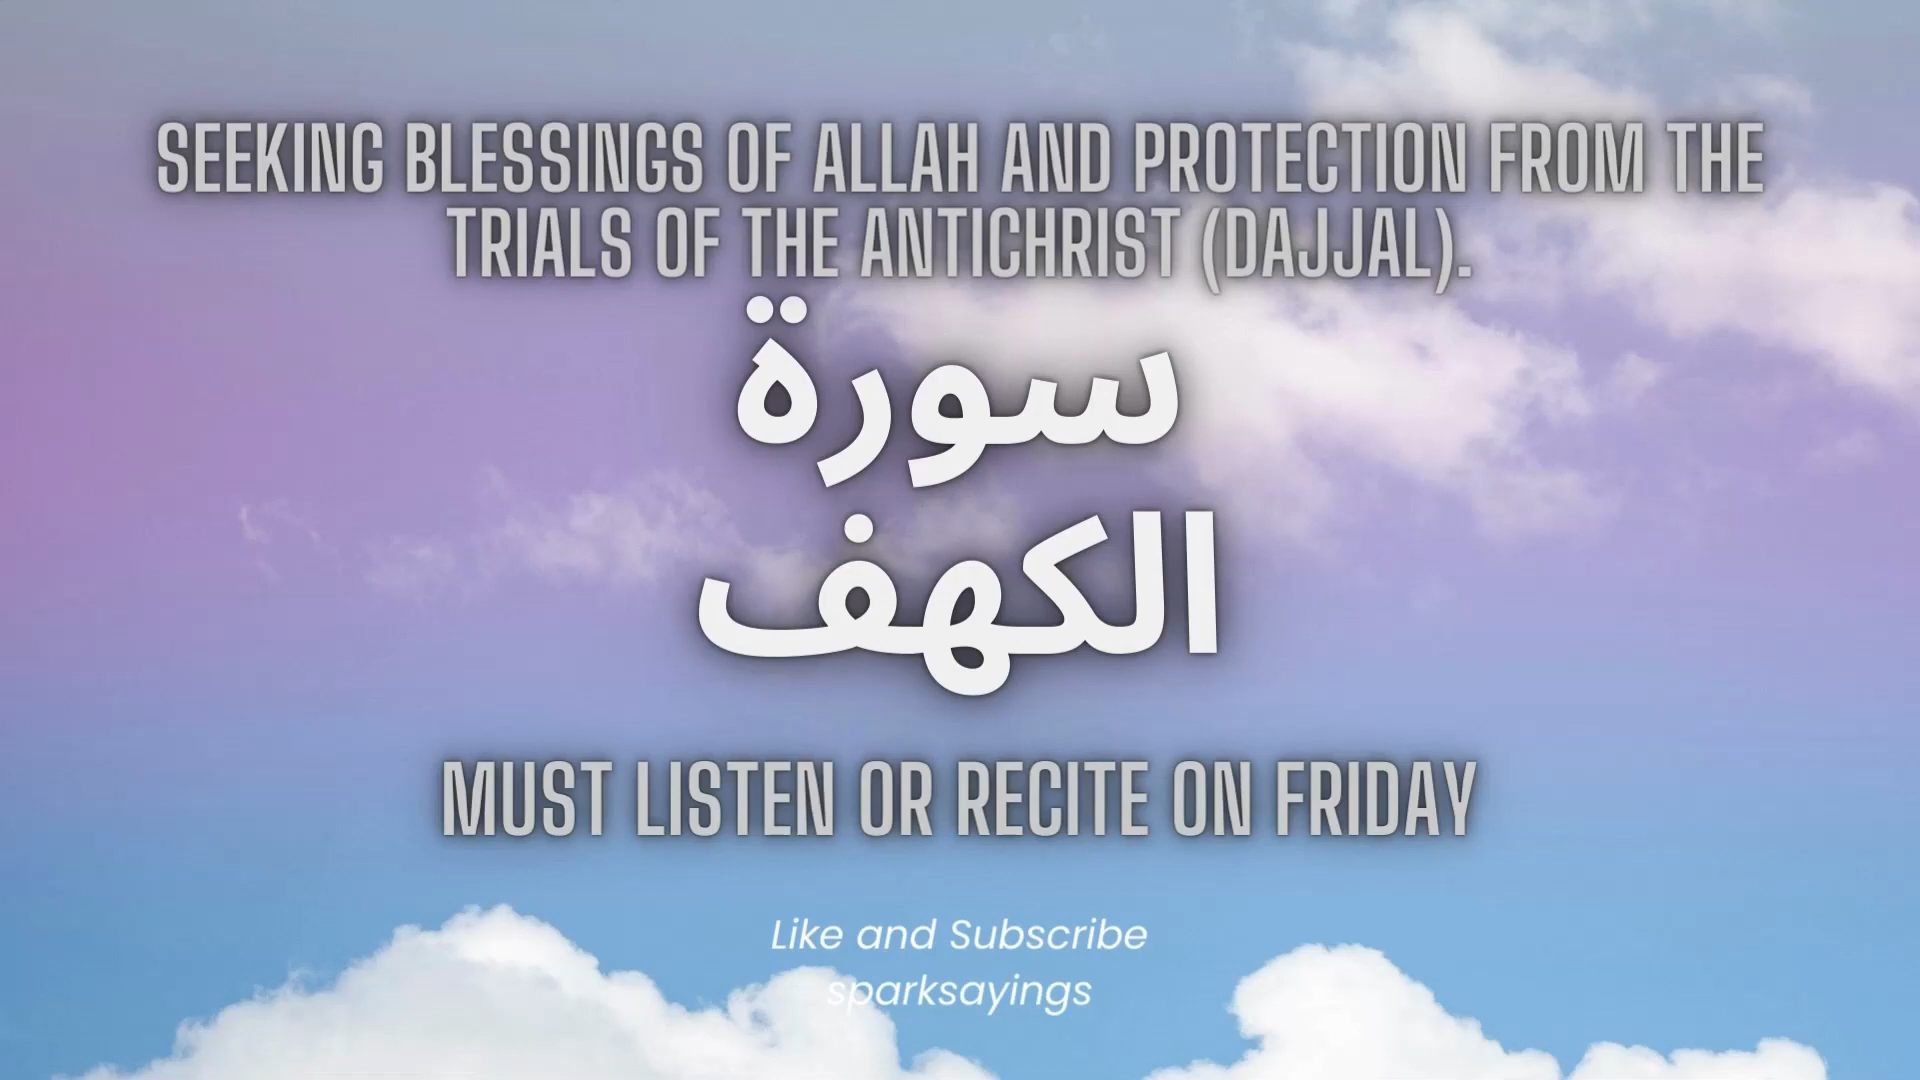 SEEKING BLESSINGS OF ALLAH AND PROTECTION FROM THE
TRIALS OF THE ANTICHRIST (DAJJAL).
سورة
الكهف
MUST LISTEN OR RECITE ON FRIDAY
Like and Subscribe
sparksayings